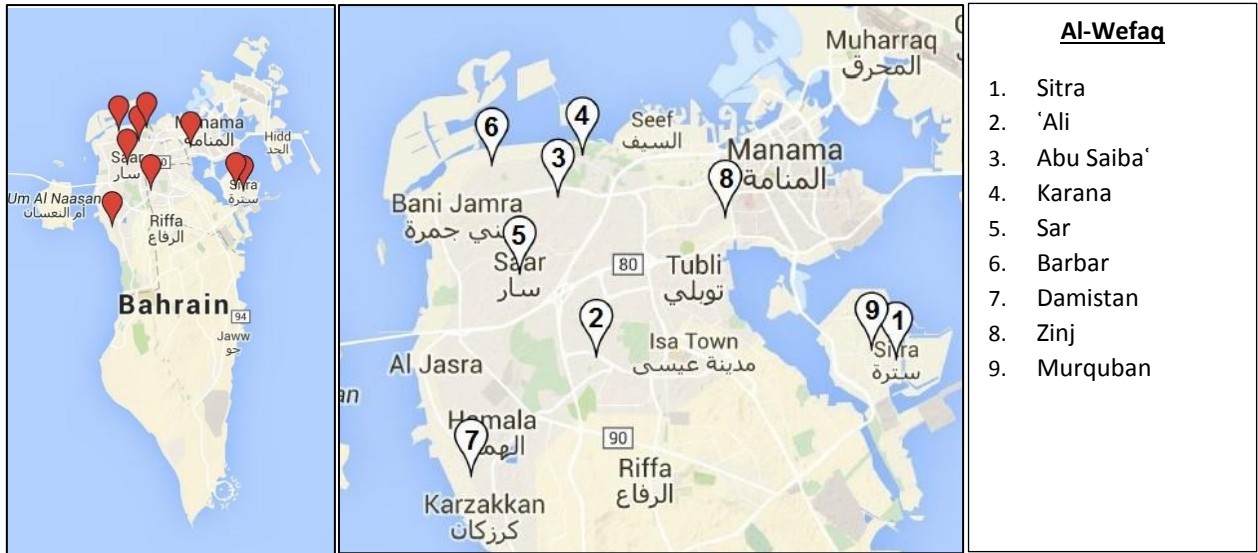 Manama
المنامة
Hidd
الحد
Saar
سار
Sitra
سترة
Um Al Naasan
أم النعسان
Riffa
الرفاع
Bahrain
94
Jaww
جو
Muharraq
المحرق
4
Seef
السيف
6
3
Manama
المنامة
8
Bani Jamra
بني جمرة
5
Saar
سار
80
Tubli
توبلي
2
9
1
Isa Town
مدينة عيسى
Sitra
سترة
Al Jasra
Hamala
7
90
Riffa
الرفاع
Karzakkan
كرزكان
Al-Wefaq
1. Sitra
2. ʿAli
3. Abu Saibaʿ
4. Karana
5. Sar
6. Barbar
7. Damistan
8. Zinj
9. Murquban